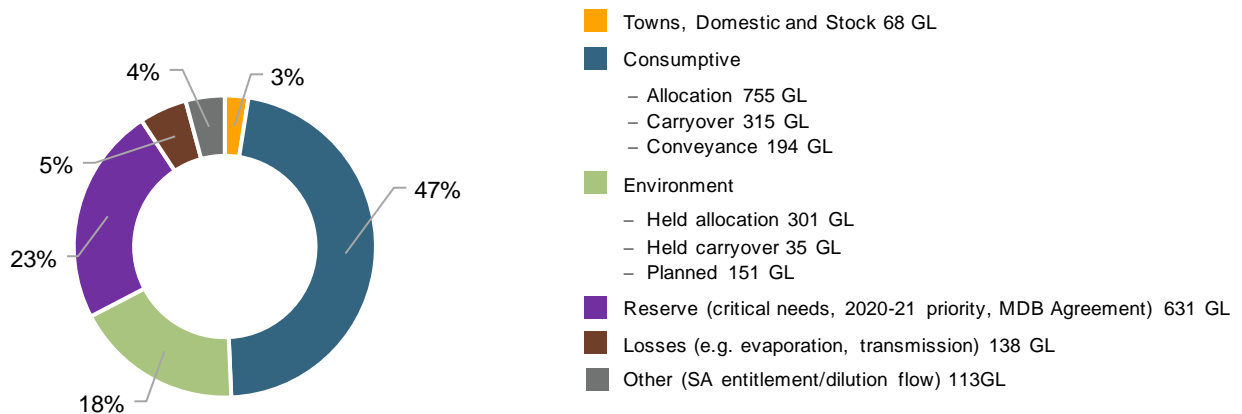 4%
3%
5%
47%
23%
18%
Towns, Domestic and Stock 68 GL
Consumptive
– Allocation 755 GL
– Carryover 315 GL
– Conveyance 194 GL
Environment
– Held allocation 301 GL
– Held carryover 35 GL
– Planned 151 GL
Reserve (critical needs, 2020-21 priority, MDB Agreement) 631 GL
Losses (e.g. evaporation, transmission) 138 GL
Other (SA entitlement/dilution flow) 113GL